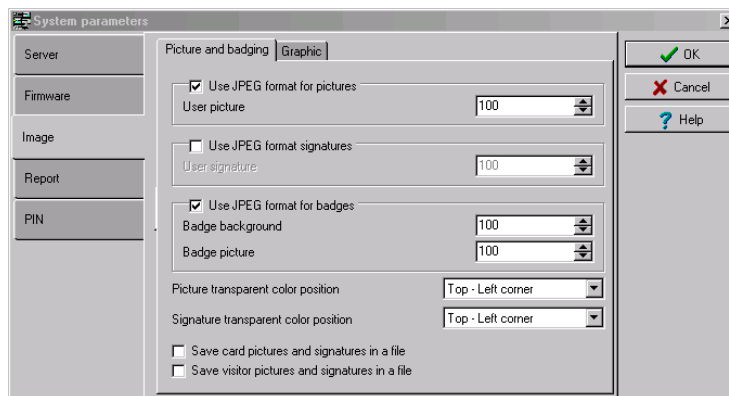 System parameters
Server
Firmware
Image
Report
PIN
Picture and badging
Graphic
Use JPEG format for pictures
User picture
100
Use JPEG format signatures
User signature
100
Use JPEG format for badges
Badge background
100
Badge picture
100
Picture transparent color position
Top - Left corner
Signature transparent color position
Top - Left corner
Save card pictures and signatures in a file
Save visitor pictures and signatures in a file
OK
Cancel
Help